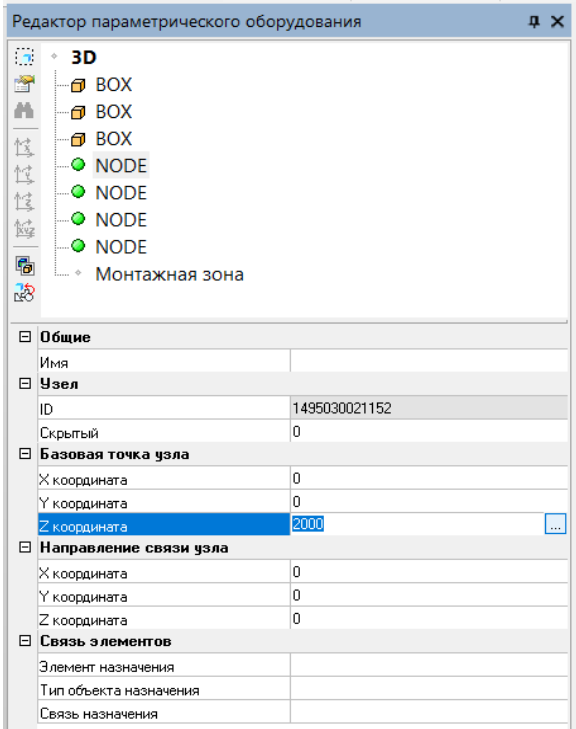 Редактор параметрического оборудования
3D
BOX
BOX
BOX
NODE
NODE
NODE
NODE
Монтажная зона
Общие
Имя
Узел
ID 1495030021152
Скрытый 0
Базовая точка узла
X координата 0
Y координата 0
Z координата 2000 ...
Направление связи узла
X координата 0
Y координата 0
Z координата 0
Связь элементов
Элемент назначения
Тип объекта назначения
Связь назначения